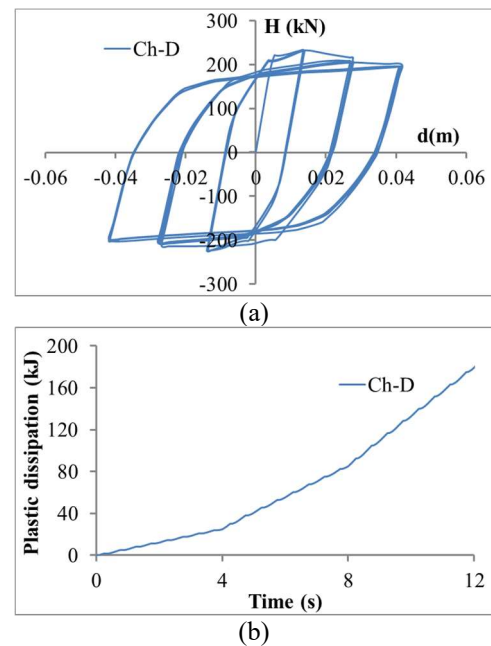 H (kN)
Ch-D
300
200
100
d(m)
0
-0.06 -0.04 -0.02 0 0.02 0.04 0.06
-100
-200
-300
(a)
Plastic dissipation (kJ)
200
160
120
80
40
0
Ch-D
0 4 8 12
Time (s)
(b)